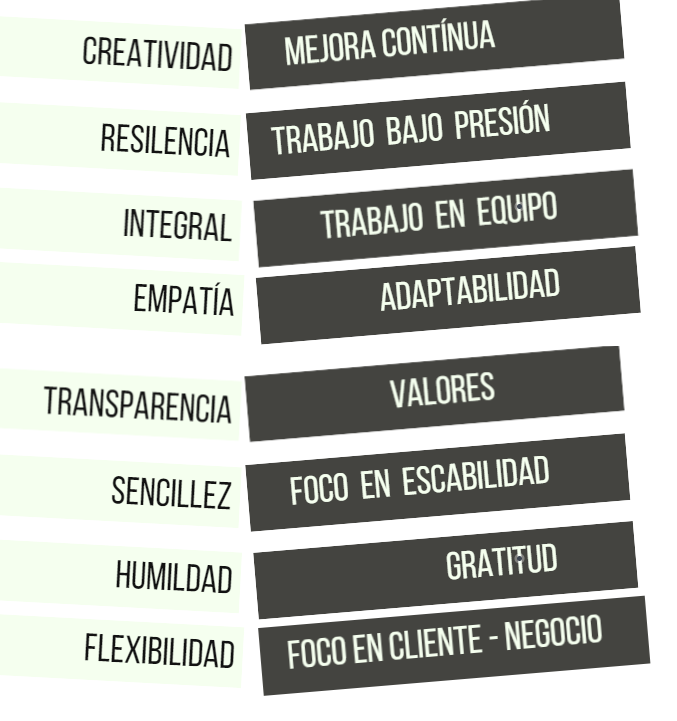 CREATIVIDAD MEJORA CONTÍNUA
RESILENCIA TRABAJO BAJO PRESIÓN
INTEGRAL TRABAJO EN EQUIPO
EMPATÍA ADAPTABILIDAD
TRANSPARENCIA VALORES
SENCILLEZ FOCO EN ESCABILIDAD
HUMILDAD GRATITUD
FLEXIBILIDAD FOCO EN CLIENTE - NEGOCIO